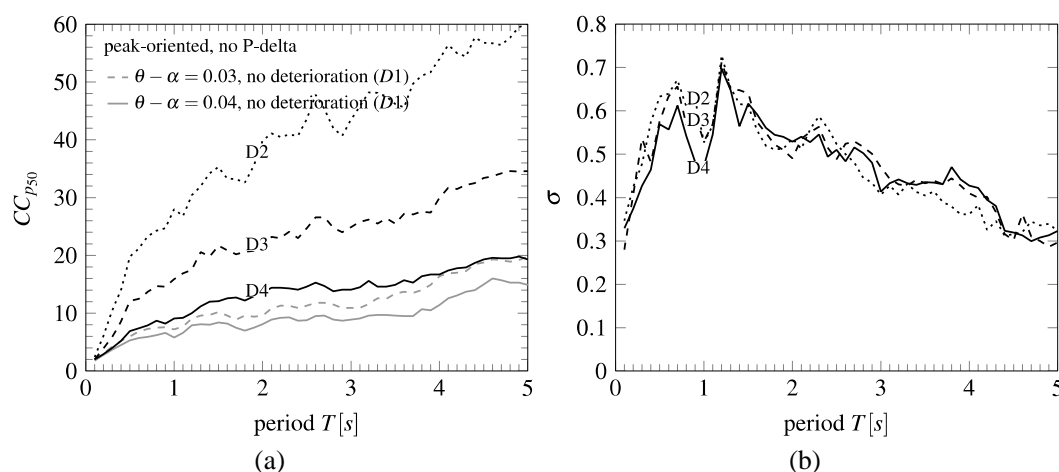 60
50
40
30
20
10
0
CC_{p_{50}}
peak-oriented, no P-delta
θ − α = 0.03, no deterioration (D1)
θ − α = 0.04, no deterioration (D1)
D2
D3
D4
0 1 2 3 4 5
period T [s]
(a)
0.8
0.7
0.6
0.5
0.4
0.3
0.2
0.1
0
σ
D2
D3
D4
0 1 2 3 4 5
period T [s]
(b)